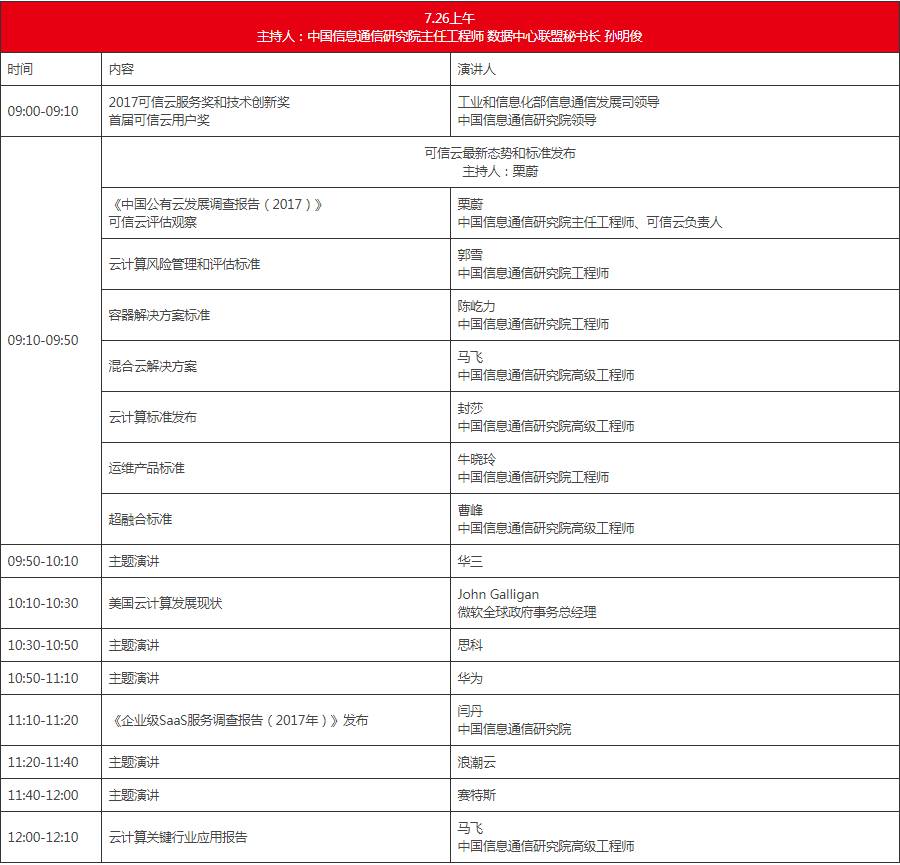 7.26上午
主持人：中国信息通信研究院主任工程师 数据中心联盟秘书长 孙明俊
时间
内容
演讲人
09:00-09:10
2017可信云服务奖和技术创新奖
首届可信云用户奖
工业和信息化部信息通信发展司领导
中国信息通信研究院领导
09:10-09:50
可信云最新态势和标准发布
主持人：栗蔚
《中国公有云发展调查报告（2017）》
可信云评估观察
栗蔚
中国信息通信研究院主任工程师、可信云负责人
云计算风险管理和评估标准
郭雪
中国信息通信研究院工程师
容器解决方案标准
陈屹力
中国信息通信研究院工程师
混合云解决方案
马飞
中国信息通信研究院高级工程师
云计算标准发布
封莎
中国信息通信研究院高级工程师
运维产品标准
牛晓玲
中国信息通信研究院工程师
超融合标准
曹峰
中国信息通信研究院高级工程师
09:50-10:10
主题演讲
华三
10:10-10:30
美国云计算发展现状
John Galligan
微软全球政府事务总经理
10:30-10:50
主题演讲
思科
10:50-11:10
主题演讲
华为
11:10-11:20
《企业级SaaS服务调查报告（2017年）》发布
闫丹
中国信息通信研究院
11:20-11:40
主题演讲
浪潮云
11:40-12:00
主题演讲
赛特斯
12:00-12:10
云计算关键行业应用报告
马飞
中国信息通信研究院高级工程师